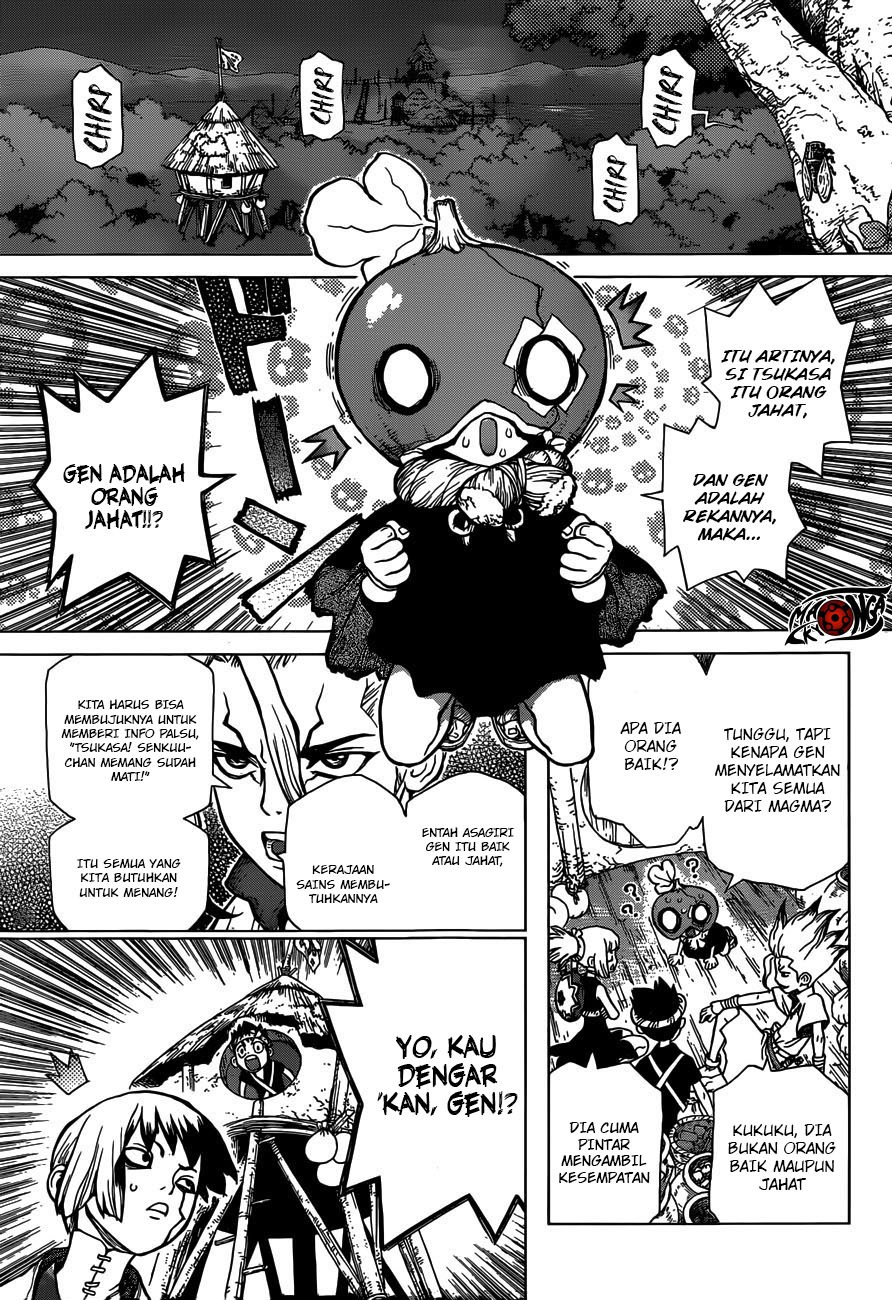 CHIRP
CHIRP
CHIRP
CHIRP
ITU ARTINYA,
SI TSUKASA
ITU ORANG
JAHAT,
DAN GEN
ADALAH
REKANNYA,
MAKA...
GEN ADALAH
ORANG
JAHAT!!?
TUNGGU, TAPI
KENAPA GEN
MENYELAMATKAN
KITA SEMUA
DARI MAGMA?
APA DIA
ORANG
BAIK!?
? ? ?
KUKUKU, DIA
BUKAN ORANG
BAIK MAUPUN
JAHAT
DIA CUMA
PINTAR
MENGAMBIL
KESEMPATAN
ENTAH ASAGIRI
GEN ITU BAIK
ATAU JAHAT,
KERAJAAN
SAINS MEMBU-
TUHKANNYA
KITA HARUS BISA
MEMBUJUKNYA UNTUK
MEMBERI INFO PALSU,
"TSUKASA! SENKUU-
CHAN MEMANG SUDAH
MATI!"
ITU SEMUA YANG
KITA BUTUHKAN
UNTUK MENANG!
YO, KAU
DENGAR
'KAN, GEN!?